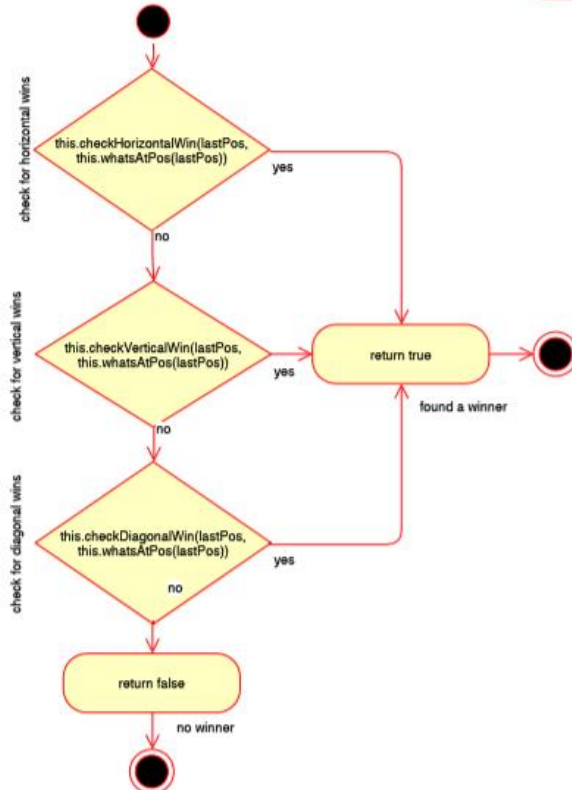 check for horizontal wins
this.checkHorizontalWin(lastPos,
this.whatsAtPos(lastPos))
yes
no
check for vertical wins
this.checkVerticalWin(lastPos,
this.whatsAtPos(lastPos))
yes
return true
found a winner
no
check for diagonal wins
this.checkDiagonalWin(lastPos,
this.whatsAtPos(lastPos))
yes
no
return false
no winner